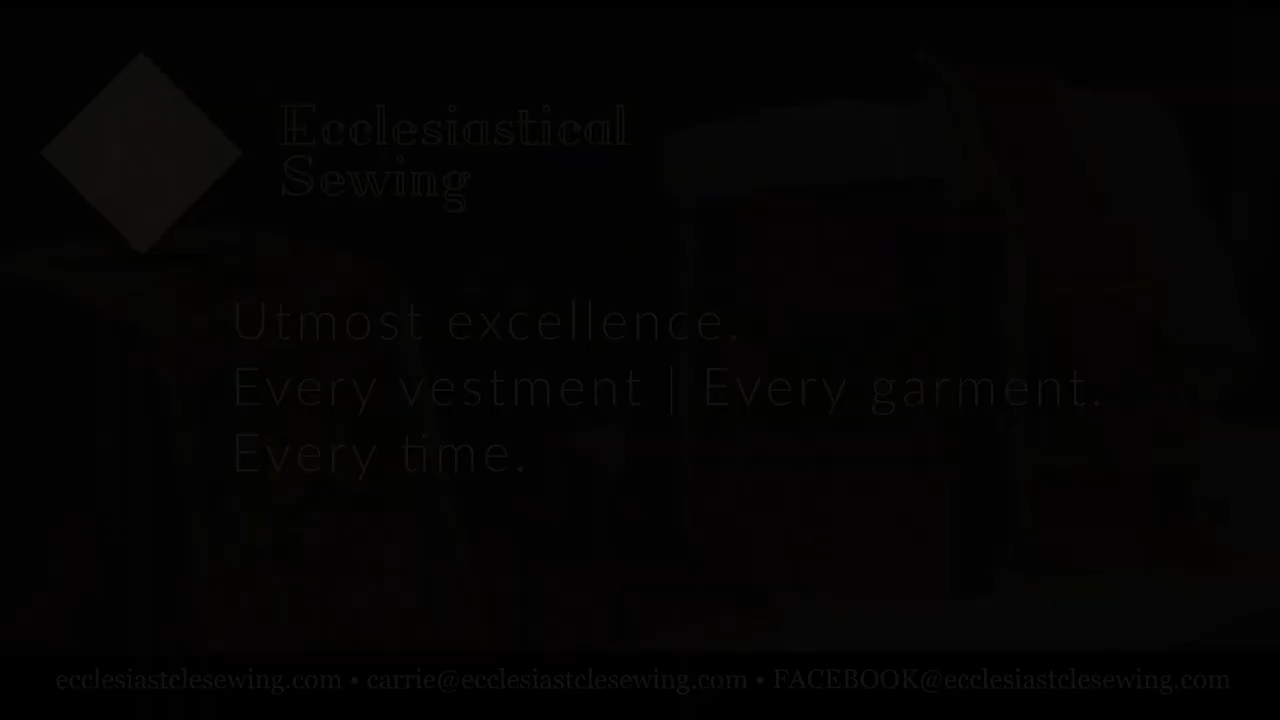 Ecclesiastical
Sewing
Utmost excellence.
Every vestment | Every garment.
Every time.
ecclesiastclesewing.com • carrie@ecclesiastclesewing.com • FACEBOOK@ecclesiastclesewing.com